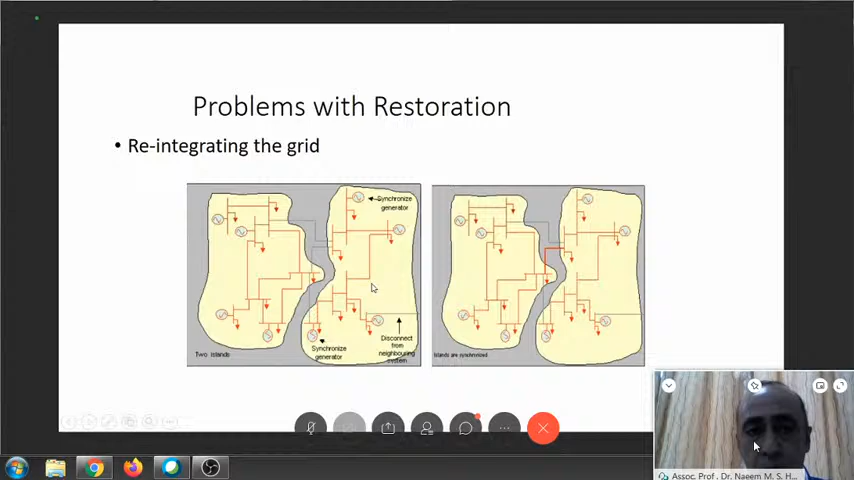 Problems with Restoration
• Re-integrating the grid
Synchronize
generator
Synchronize
generator
Disconnect
from
neighbouring
system
Two islands
Islands are synchronized
Assoc. Prof. Dr. Naeem M. S. H...